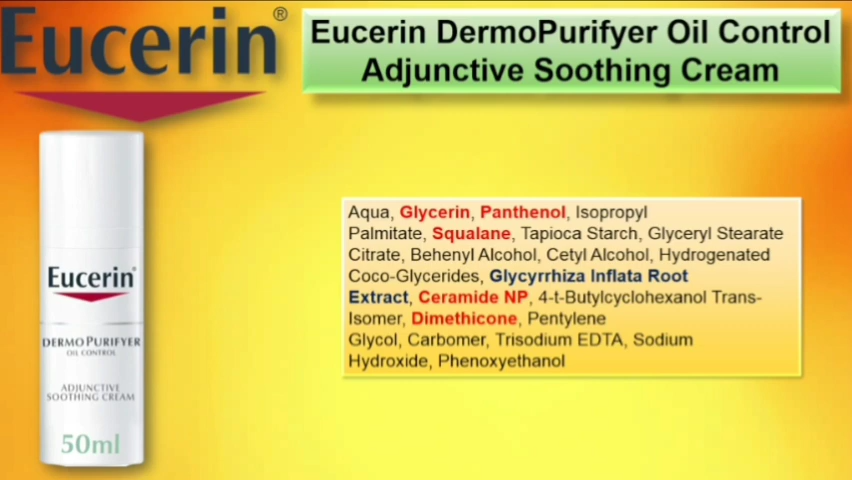 Eucerin®
Eucerin DermoPurifyer Oil Control
Adjunctive Soothing Cream
Aqua, Glycerin, Panthenol, Isopropyl
Palmitate, Squalane, Tapioca Starch, Glyceryl Stearate
Citrate, Behenyl Alcohol, Cetyl Alcohol, Hydrogenated
Coco-Glycerides, Glycyrrhiza Inflata Root
Extract, Ceramide NP, 4-t-Butylcyclohexanol Trans-
Isomer, Dimethicone, Pentylene
Glycol, Carbomer, Trisodium EDTA, Sodium
Hydroxide, Phenoxyethanol
Eucerin®
DERMOPURIFYER
OIL CONTROL
ADJUNCTIVE
SOOTHING CREAM
50ml